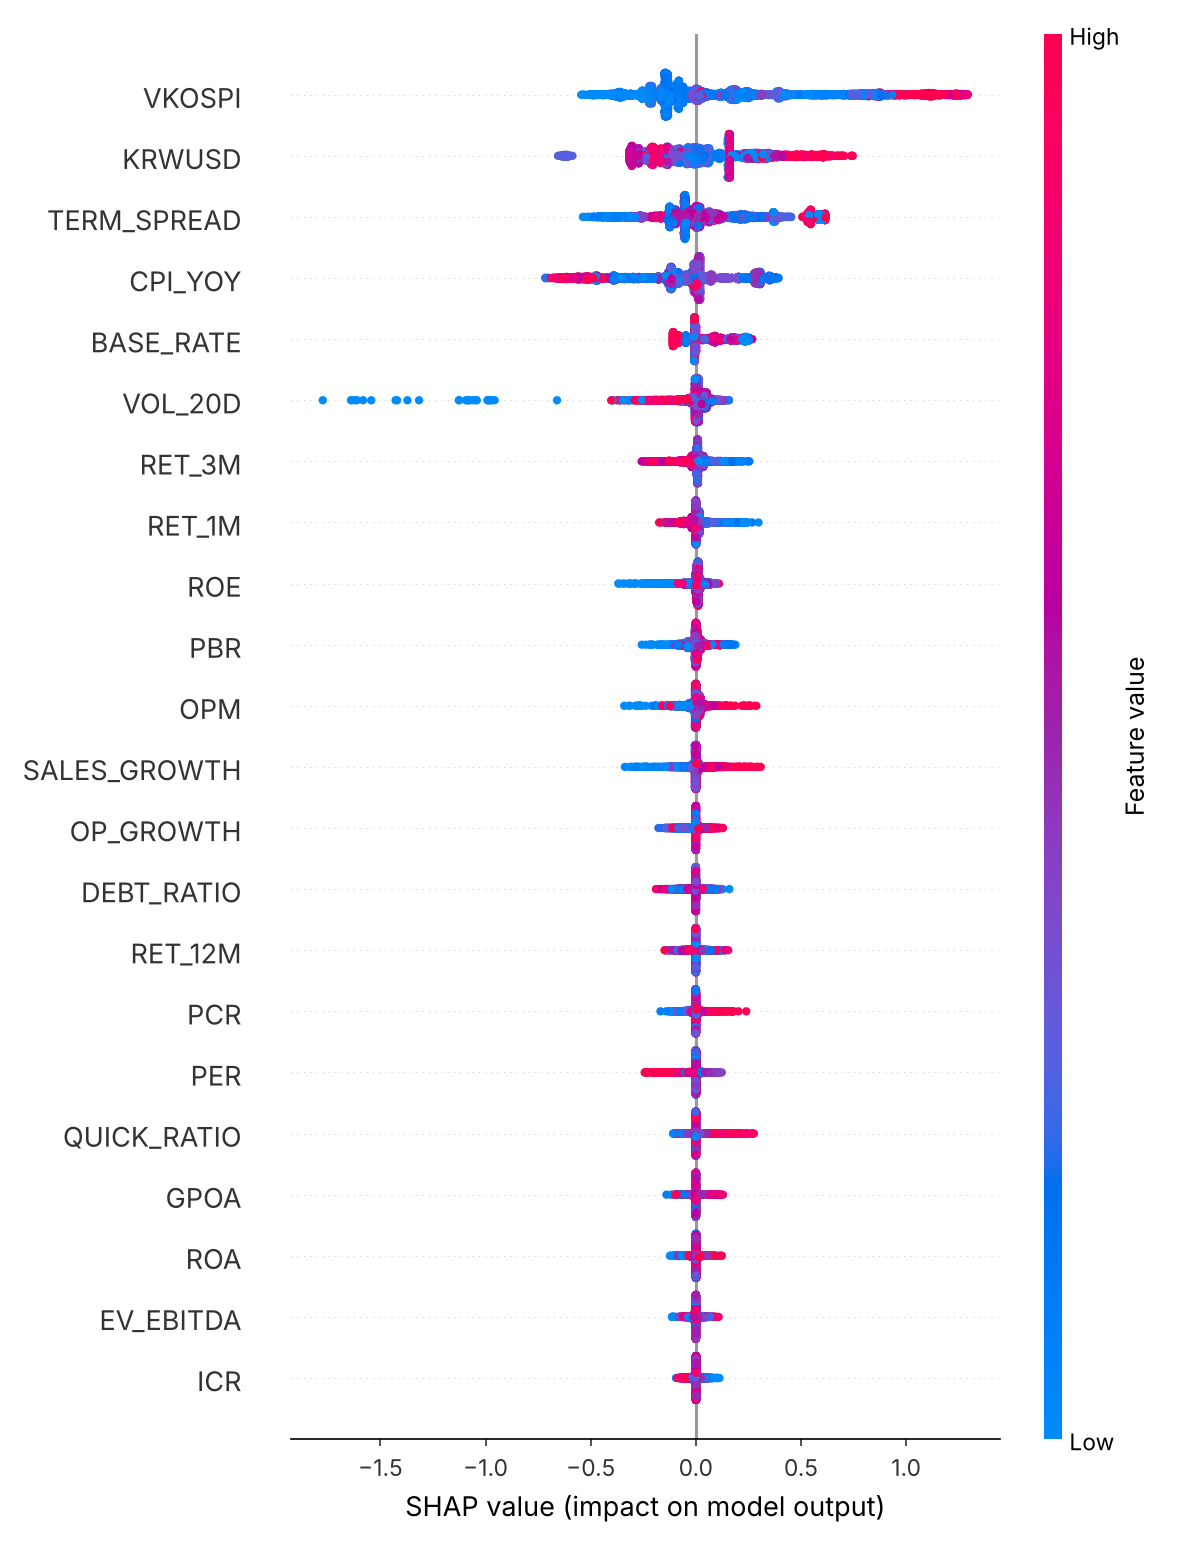 High
VKOSPI
KRWUSD
TERM_SPREAD
CPI_YOY
BASE_RATE
VOL_20D
RET_3M
RET_1M
ROE
PBR
OPM
SALES_GROWTH
OP_GROWTH
DEBT_RATIO
RET_12M
PCR
PER
QUICK_RATIO
GPOA
ROA
EV_EBITDA
ICR
Feature value
Low
−1.5 −1.0 −0.5 0.0 0.5 1.0
SHAP value (impact on model output)